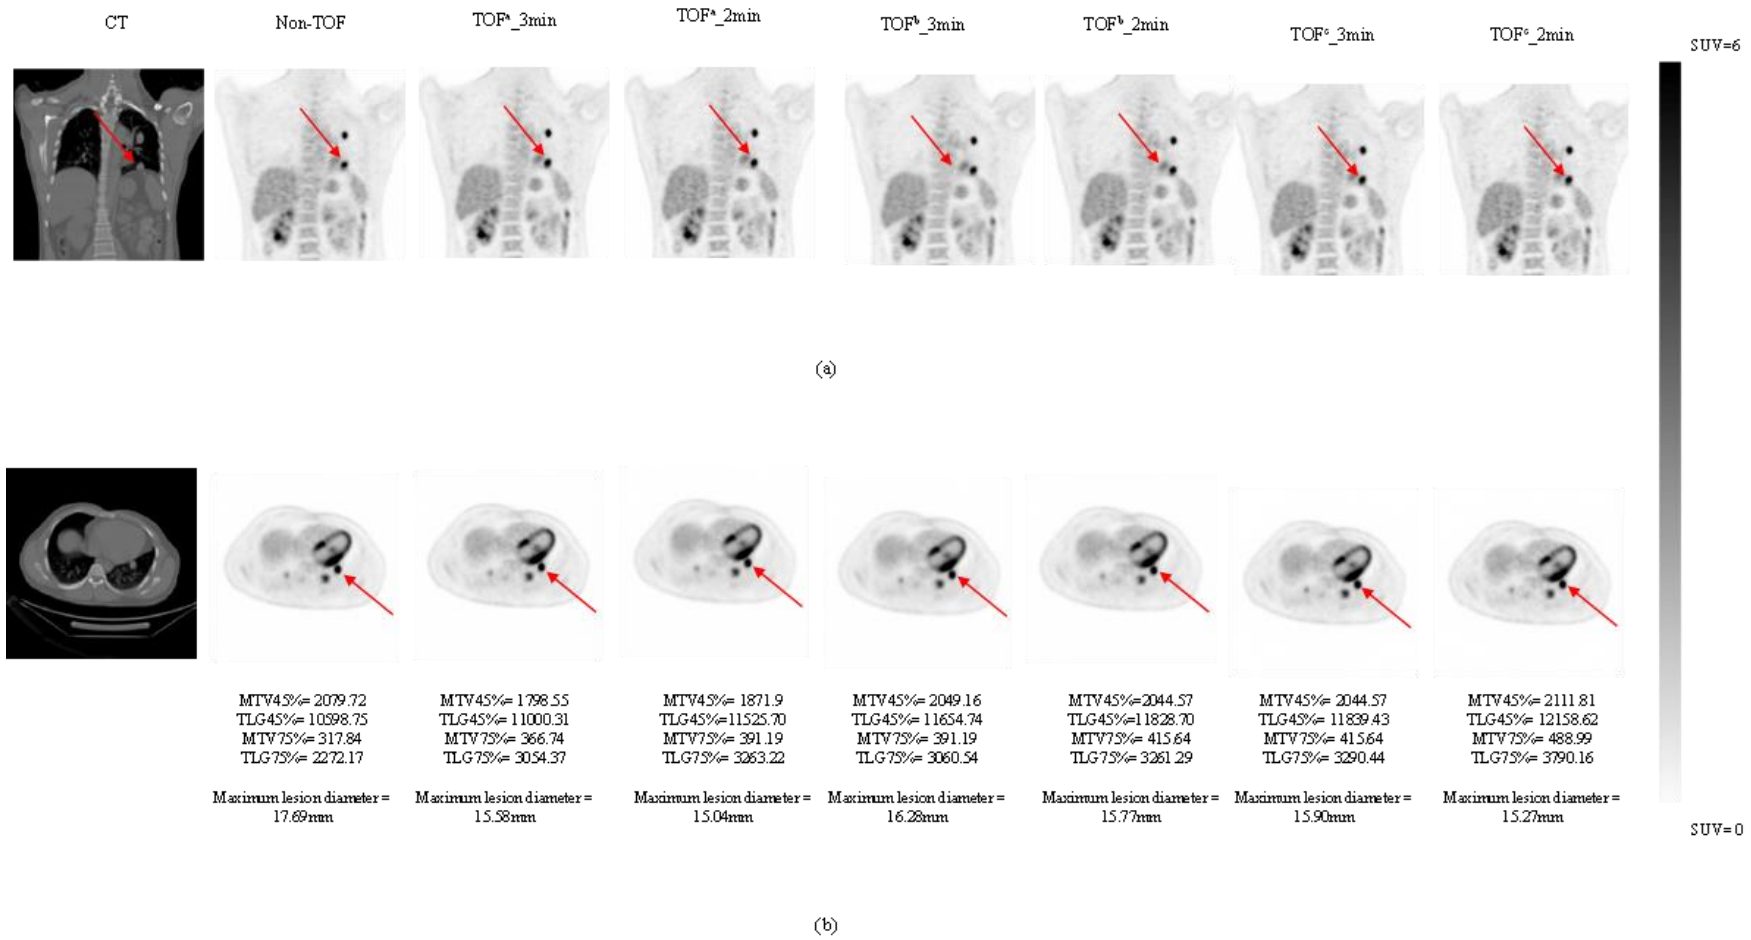 CT
Non-TOF
TOFᵃ_3min
TOFᵃ_2min
TOFᵇ_3min
TOFᵇ_2min
TOFᶜ_3min
TOFᶜ_2min
SUV=6
(a)
MTV45%= 2079.72
TLG45%= 10598.75
MTV75%= 317.84
TLG75%= 2272.17
Maximum lesion diameter =
17.69mm
MTV45%= 1798.55
TLG45%= 11000.31
MTV75%= 366.74
TLG75%= 3054.37
Maximum lesion diameter =
15.58mm
MTV45%= 1871.9
TLG45%=11525.70
MTV75%= 391.19
TLG75%= 3263.22
Maximum lesion diameter =
15.04mm
MTV45%= 2049.16
TLG45%= 11654.74
MTV75%= 391.19
TLG75%= 3060.54
Maximum lesion diameter =
16.28mm
MTV45%=2044.57
TLG45%=11828.70
MTV75%= 415.64
TLG75%= 3261.29
Maximum lesion diameter =
15.77mm
MTV45%= 2044.57
TLG45%= 11839.43
MTV75%= 415.64
TLG75%= 3290.44
Maximum lesion diameter =
15.90mm
MTV45%= 2111.81
TLG45%= 12158.62
MTV75%= 488.99
TLG75%= 3790.16
Maximum lesion diameter =
15.27mm
SUV=0
(b)